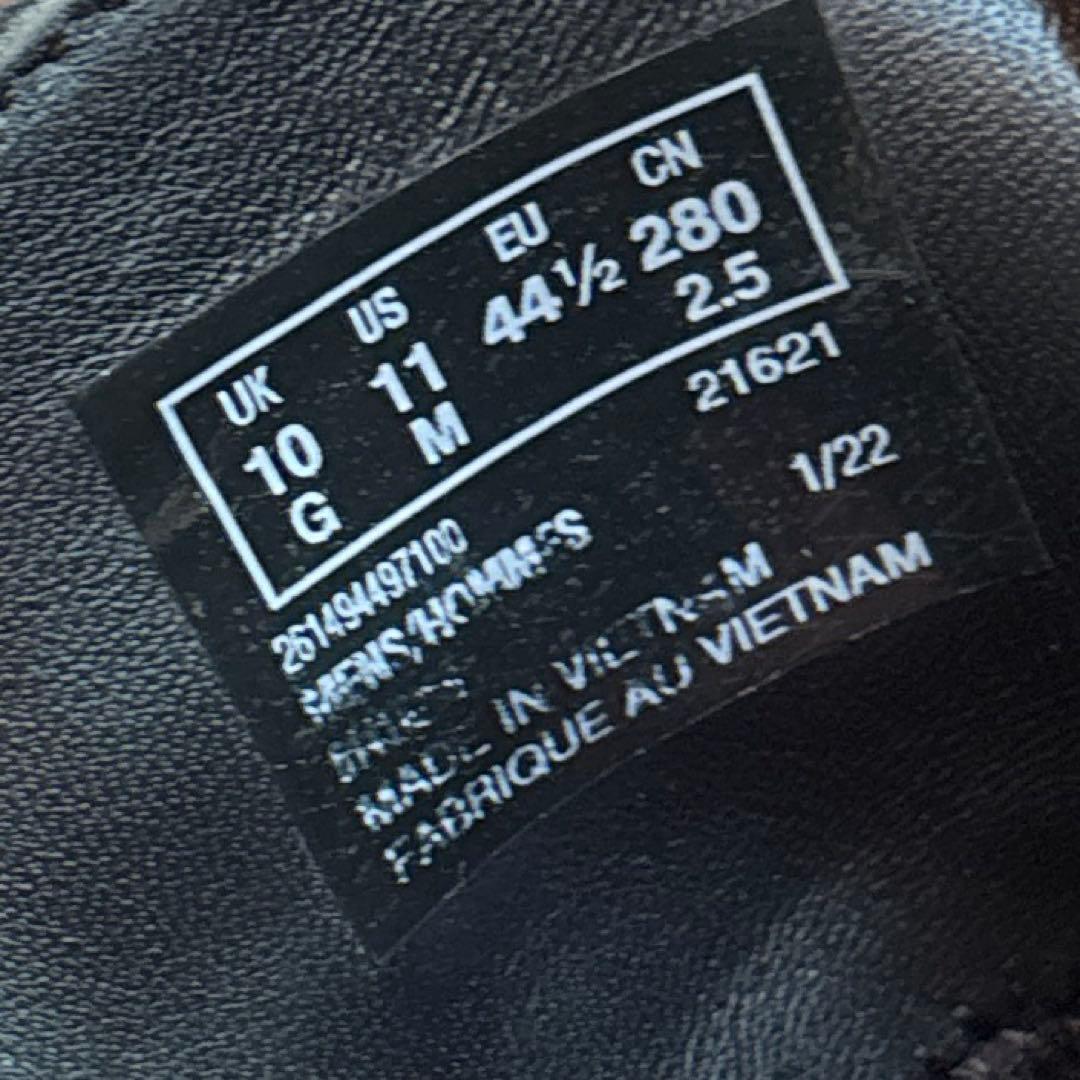 UK US EU CN
10 11 44½ 280
G M 2.5
21621
261494497100
1/22
MENS/HOMMES
MADE IN VIETNAM
FABRIQUE AU VIETNAM